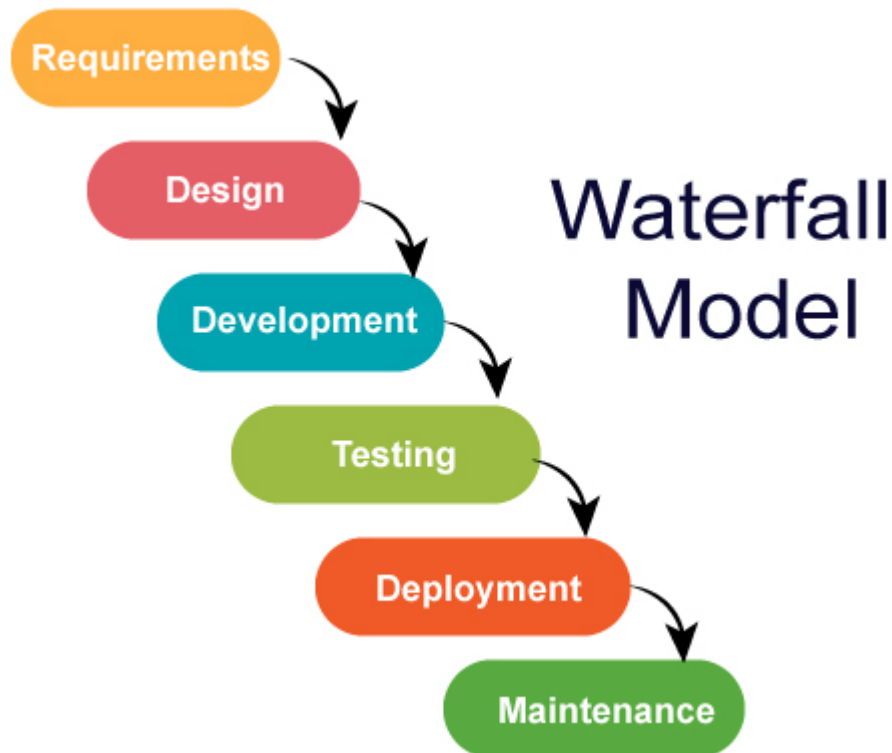 Requirements
Design
Waterfall
Model
Development
Testing
Deployment
Maintenance